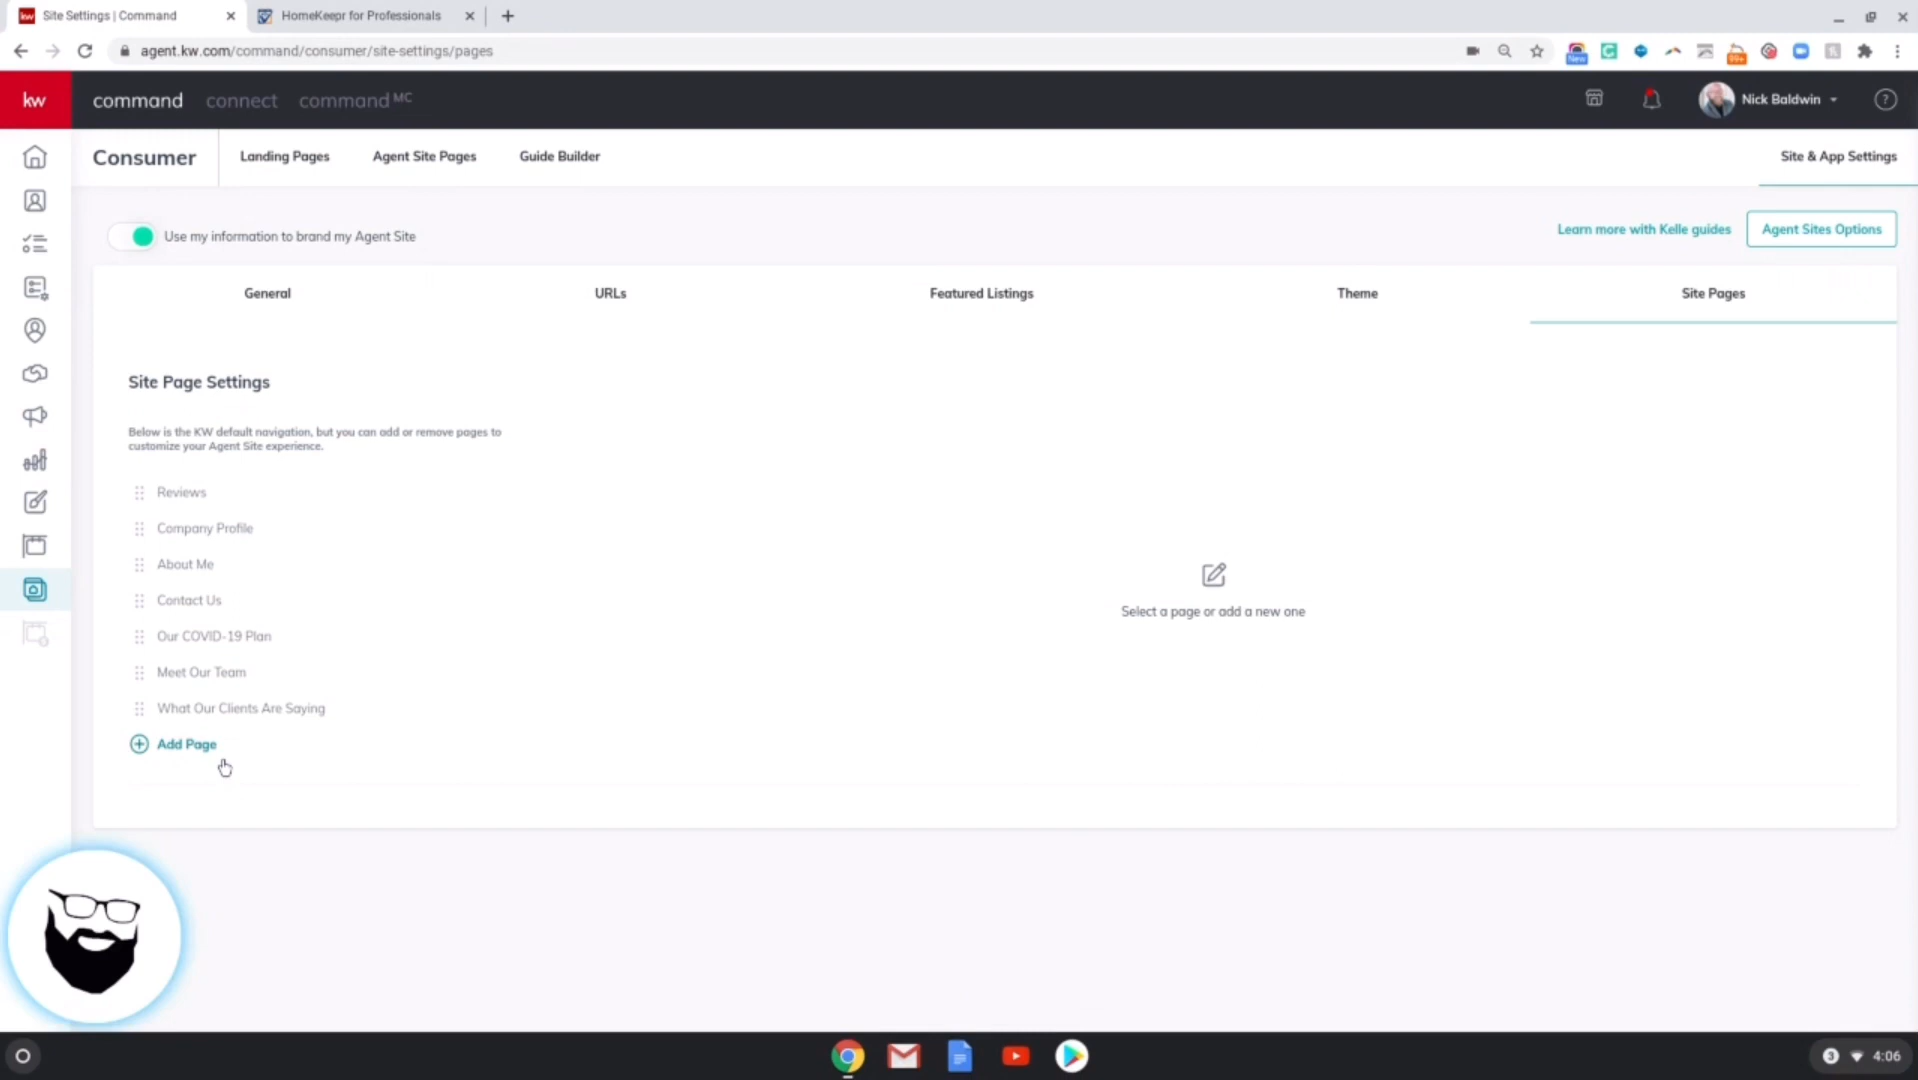 Site Settings | Command
HomeKeepr for Professionals
agent.kw.com/command/consumer/site-settings/pages
New
99+
kw command connect command MC
Nick Baldwin
?
Consumer
Landing Pages
Agent Site Pages
Guide Builder
Site & App Settings
Use my information to brand my Agent Site
Learn more with Kelle guides
Agent Sites Options
General
URLs
Featured Listings
Theme
Site Pages
Site Page Settings
Below is the KW default navigation, but you can add or remove pages to
customize your Agent Site experience.
Reviews
Company Profile
About Me
Contact Us
Our COVID-19 Plan
Meet Our Team
What Our Clients Are Saying
Add Page
Select a page or add a new one
3
4:06